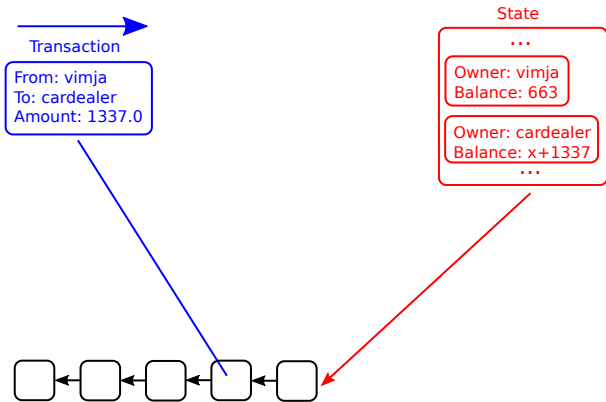 Transaction
From: vimja
To: cardealer
Amount: 1337.0
State
...
Owner: vimja
Balance: 663
Owner: cardealer
Balance: x+1337
...